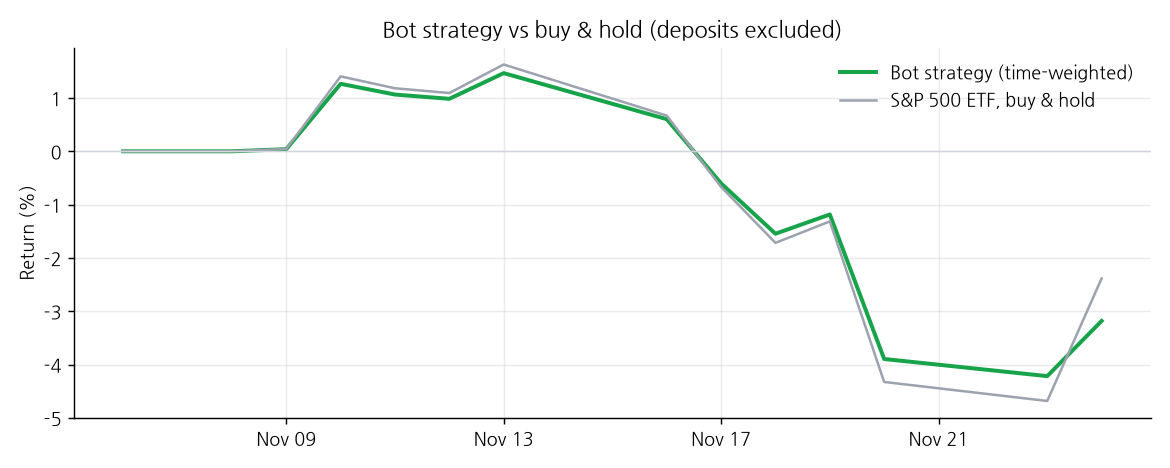 Bot strategy vs buy & hold (deposits excluded)
Bot strategy (time-weighted)
S&P 500 ETF, buy & hold
Return (%)
1
0
-1
-2
-3
-4
-5
Nov 09 Nov 13 Nov 17 Nov 21